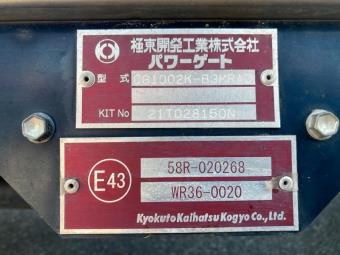 極東開発工業株式会社
パワーゲート
型式
KIT No 21T028150N
E43
58R-020268
WR36-0020
Kyokuto Kaihatsu Kogyo Co., Ltd.